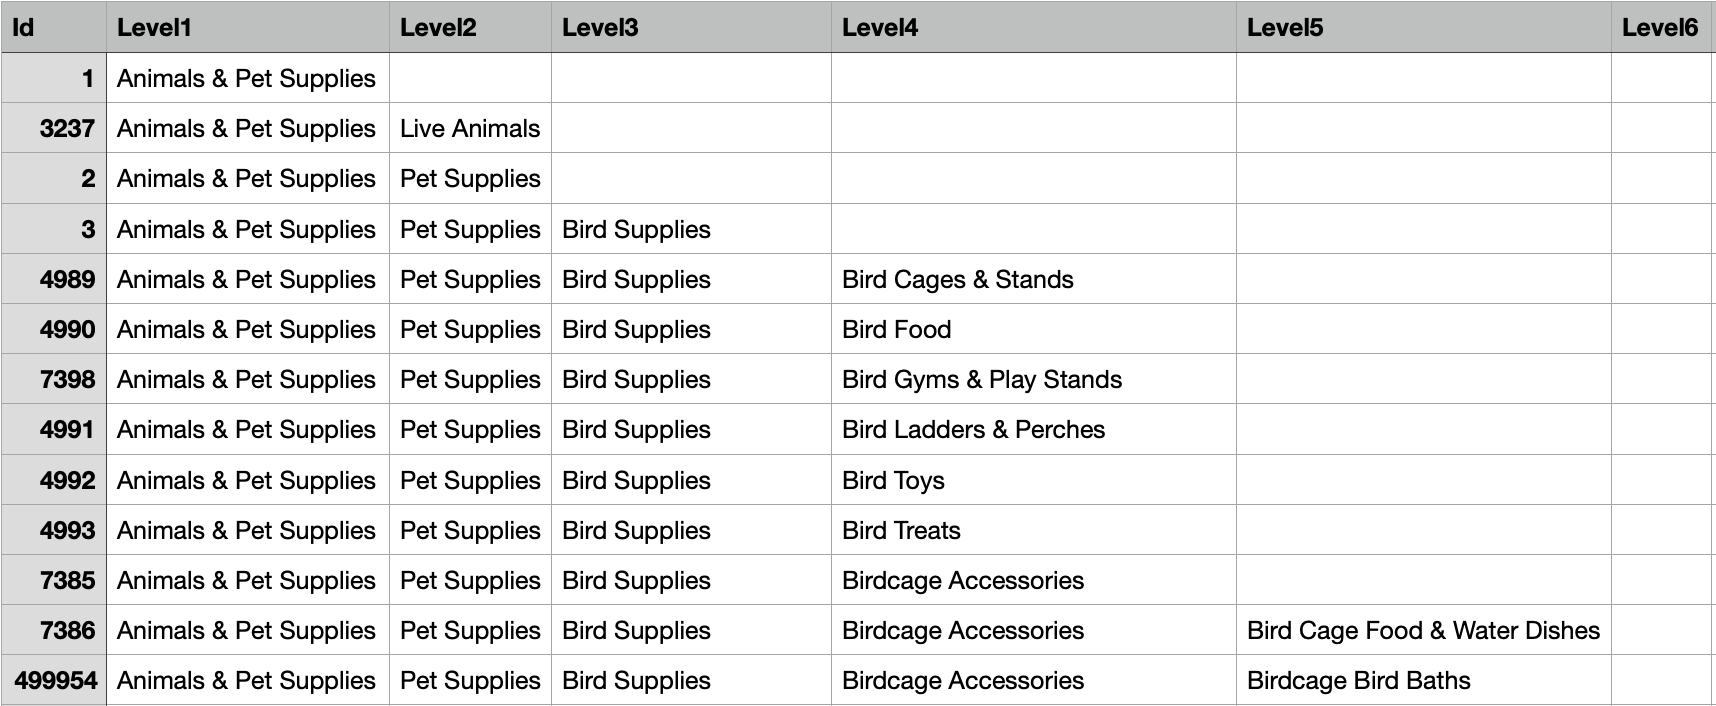 Id Level1 Level2 Level3 Level4 Level5 Level6
1 Animals & Pet Supplies
3237 Animals & Pet Supplies Live Animals
2 Animals & Pet Supplies Pet Supplies
3 Animals & Pet Supplies Pet Supplies Bird Supplies
4989 Animals & Pet Supplies Pet Supplies Bird Supplies Bird Cages & Stands
4990 Animals & Pet Supplies Pet Supplies Bird Supplies Bird Food
7398 Animals & Pet Supplies Pet Supplies Bird Supplies Bird Gyms & Play Stands
4991 Animals & Pet Supplies Pet Supplies Bird Supplies Bird Ladders & Perches
4992 Animals & Pet Supplies Pet Supplies Bird Supplies Bird Toys
4993 Animals & Pet Supplies Pet Supplies Bird Supplies Bird Treats
7385 Animals & Pet Supplies Pet Supplies Bird Supplies Birdcage Accessories
7386 Animals & Pet Supplies Pet Supplies Bird Supplies Birdcage Accessories Bird Cage Food & Water Dishes
499954 Animals & Pet Supplies Pet Supplies Bird Supplies Birdcage Accessories Birdcage Bird Baths